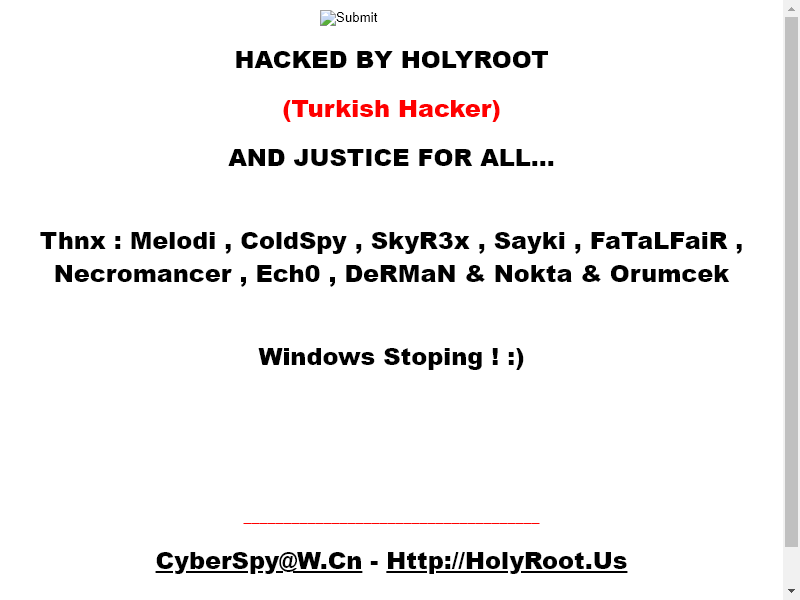 Submit
HACKED BY HOLYROOT
(Turkish Hacker)
AND JUSTICE FOR ALL...
Thnx : Melodi , ColdSpy , SkyR3x , Sayki , FaTaLFaiR ,
Necromancer , Ech0 , DeRMaN & Nokta & Orumcek
Windows Stoping ! :)
_____________________________________
CyberSpy@W.Cn - Http://HolyRoot.Us